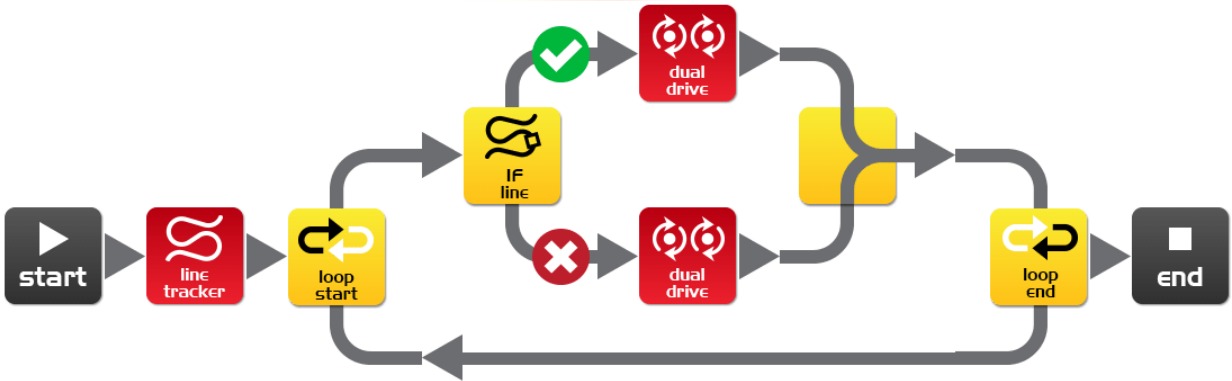 start
line
tracker
loop
start
IF
line
dual
drive
dual
drive
loop
end
end